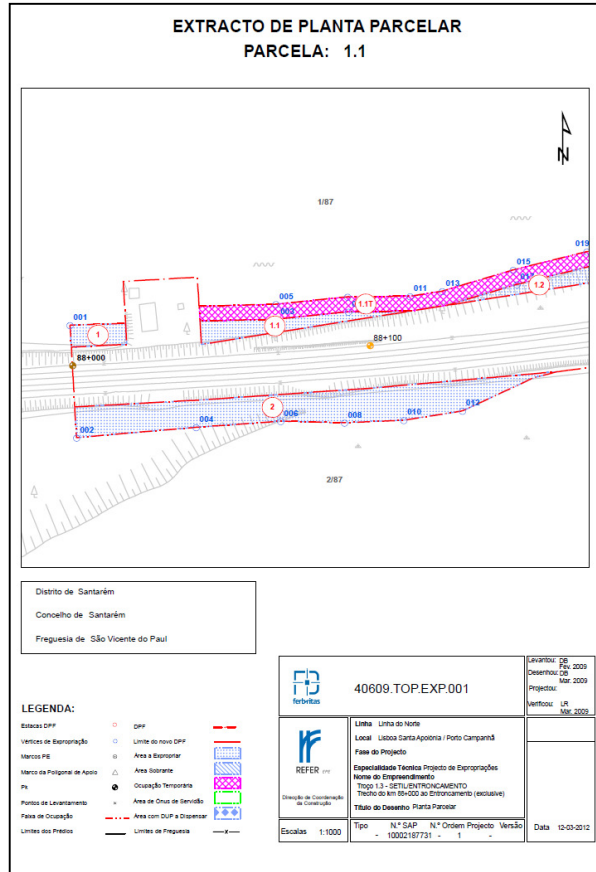 EXTRACTO DE PLANTA PARCELAR
PARCELA: 1.1
N
1/87
019
015
013
011
005
1.2
1.1T
1.1
001
1
88+100
88+000
2
012
010
008
006
004
002
2/87
Distrito de Santarém
Concelho de Santarém
Freguesia de São Vicente do Paul
LEGENDA:
Estacas DPF
DPF
Vértices de Expropriação
Limite do novo DPF
Marcos PE
Área a Expropriar
Marco da Poligonal de Apoio
Área Sobrante
Pk
Ocupação Temporária
Pontos de Levantamento
Área de Ónus de Servidão
Faixa de Ocupação
Área com DUP a Dispensar
Limites dos Prédios
Limites de Freguesia
ferbritas
40609.TOP.EXP.001
Levantou: DB
Fev. 2009
Desenhou: DB
Mar. 2009
Projectou:
Verificou: LR
Mar. 2009
REFER EPE
Direcção de Coordenação
da Construção
Linha Linha do Norte
Local Lisboa Santa Apolónia / Porto Campanhã
Fase do Projecto
Especialidade Técnica Projecto de Expropriações
Nome do Empreendimento
Troço 1.3 - SETIL/ENTRONCAMENTO
Trecho do km 88+000 ao Entroncamento (exclusive)
Título do Desenho Planta Parcelar
Escalas 1:1000
Tipo N.º SAP N.º Ordem Projecto Versão
- 10002187731 - 1 -
Data 12-03-2012